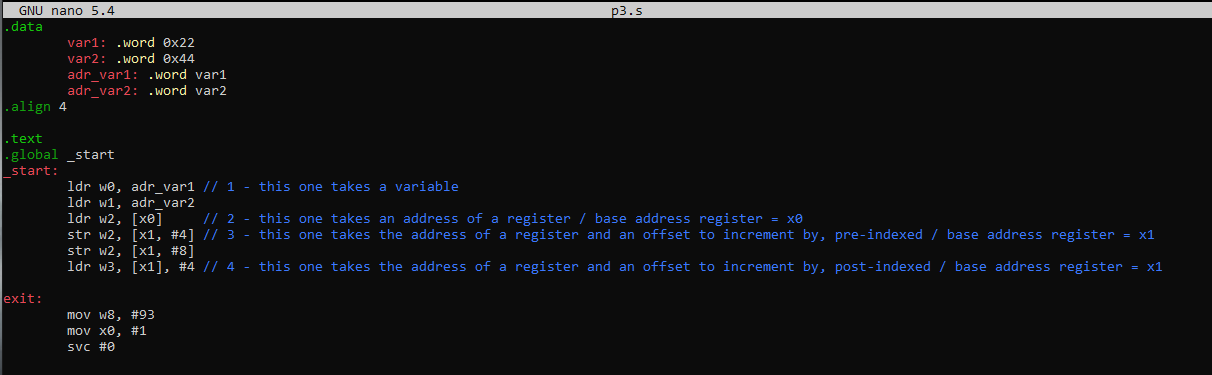 GNU nano 5.4 p3.s
.data
var1: .word 0x22
var2: .word 0x44
adr_var1: .word var1
adr_var2: .word var2
.align 4
.text
.global _start
_start:
ldr w0, adr_var1 // 1 - this one takes a variable
ldr w1, adr_var2
ldr w2, [x0] // 2 - this one takes an address of a register / base address register = x0
str w2, [x1, #4] // 3 - this one takes the address of a register and an offset to increment by, pre-indexed / base address register = x1
str w2, [x1, #8]
ldr w3, [x1], #4 // 4 - this one takes the address of a register and an offset to increment by, post-indexed / base address register = x1
exit:
mov w8, #93
mov x0, #1
svc #0